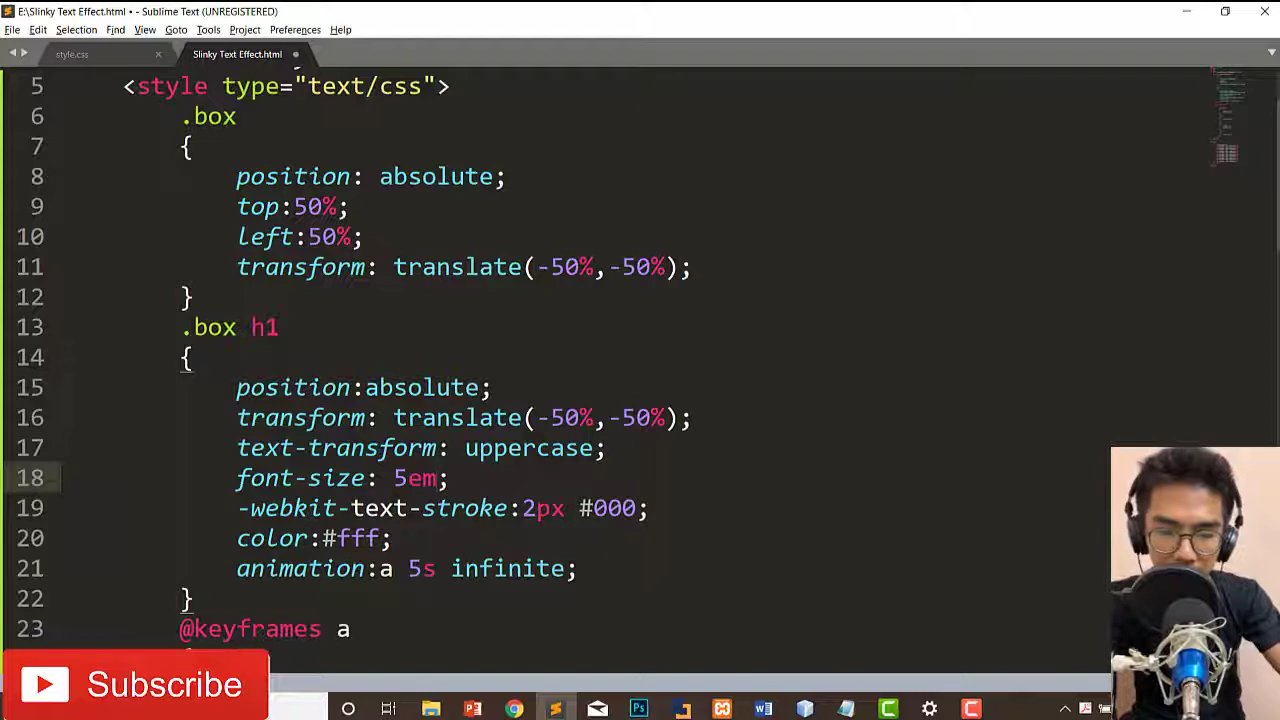 E:\Slinky Text Effect.html • - Sublime Text (UNREGISTERED)
File Edit Selection Find View Goto Tools Project Preferences Help
style.css Slinky Text Effect.html
5 <style type="text/css">
6 .box
7 {
8 position: absolute;
9 top:50%;
10 left:50%;
11 transform: translate(-50%,-50%);
12 }
13 .box h1
14 {
15 position:absolute;
16 transform: translate(-50%,-50%);
17 text-transform: uppercase;
18 font-size: 5em;
19 -webkit-text-stroke:2px #000;
20 color:#fff;
21 animation:a 5s infinite;
22 }
23 @keyframes a
Subscribe